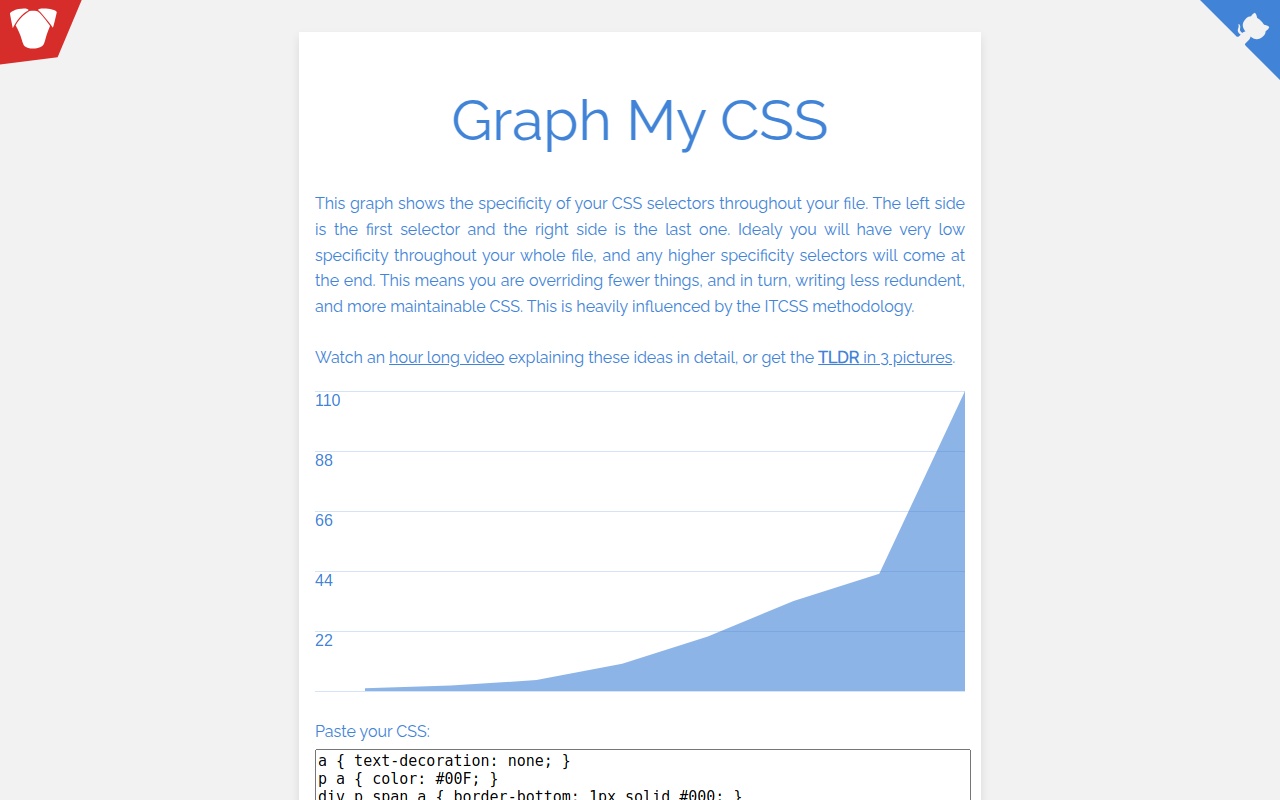 Graph My CSS
This graph shows the specificity of your CSS selectors throughout your file. The left side
is the first selector and the right side is the last one. Idealy you will have very low
specificity throughout your whole file, and any higher specificity selectors will come at
the end. This means you are overriding fewer things, and in turn, writing less redundent,
and more maintainable CSS. This is heavily influenced by the ITCSS methodology.
Watch an hour long video explaining these ideas in detail, or get the TLDR in 3 pictures.
110
88
66
44
22
Paste your CSS:
a { text-decoration: none; }
p a { color: #00F; }
div p span a { border-bottom: 1px solid #000; }